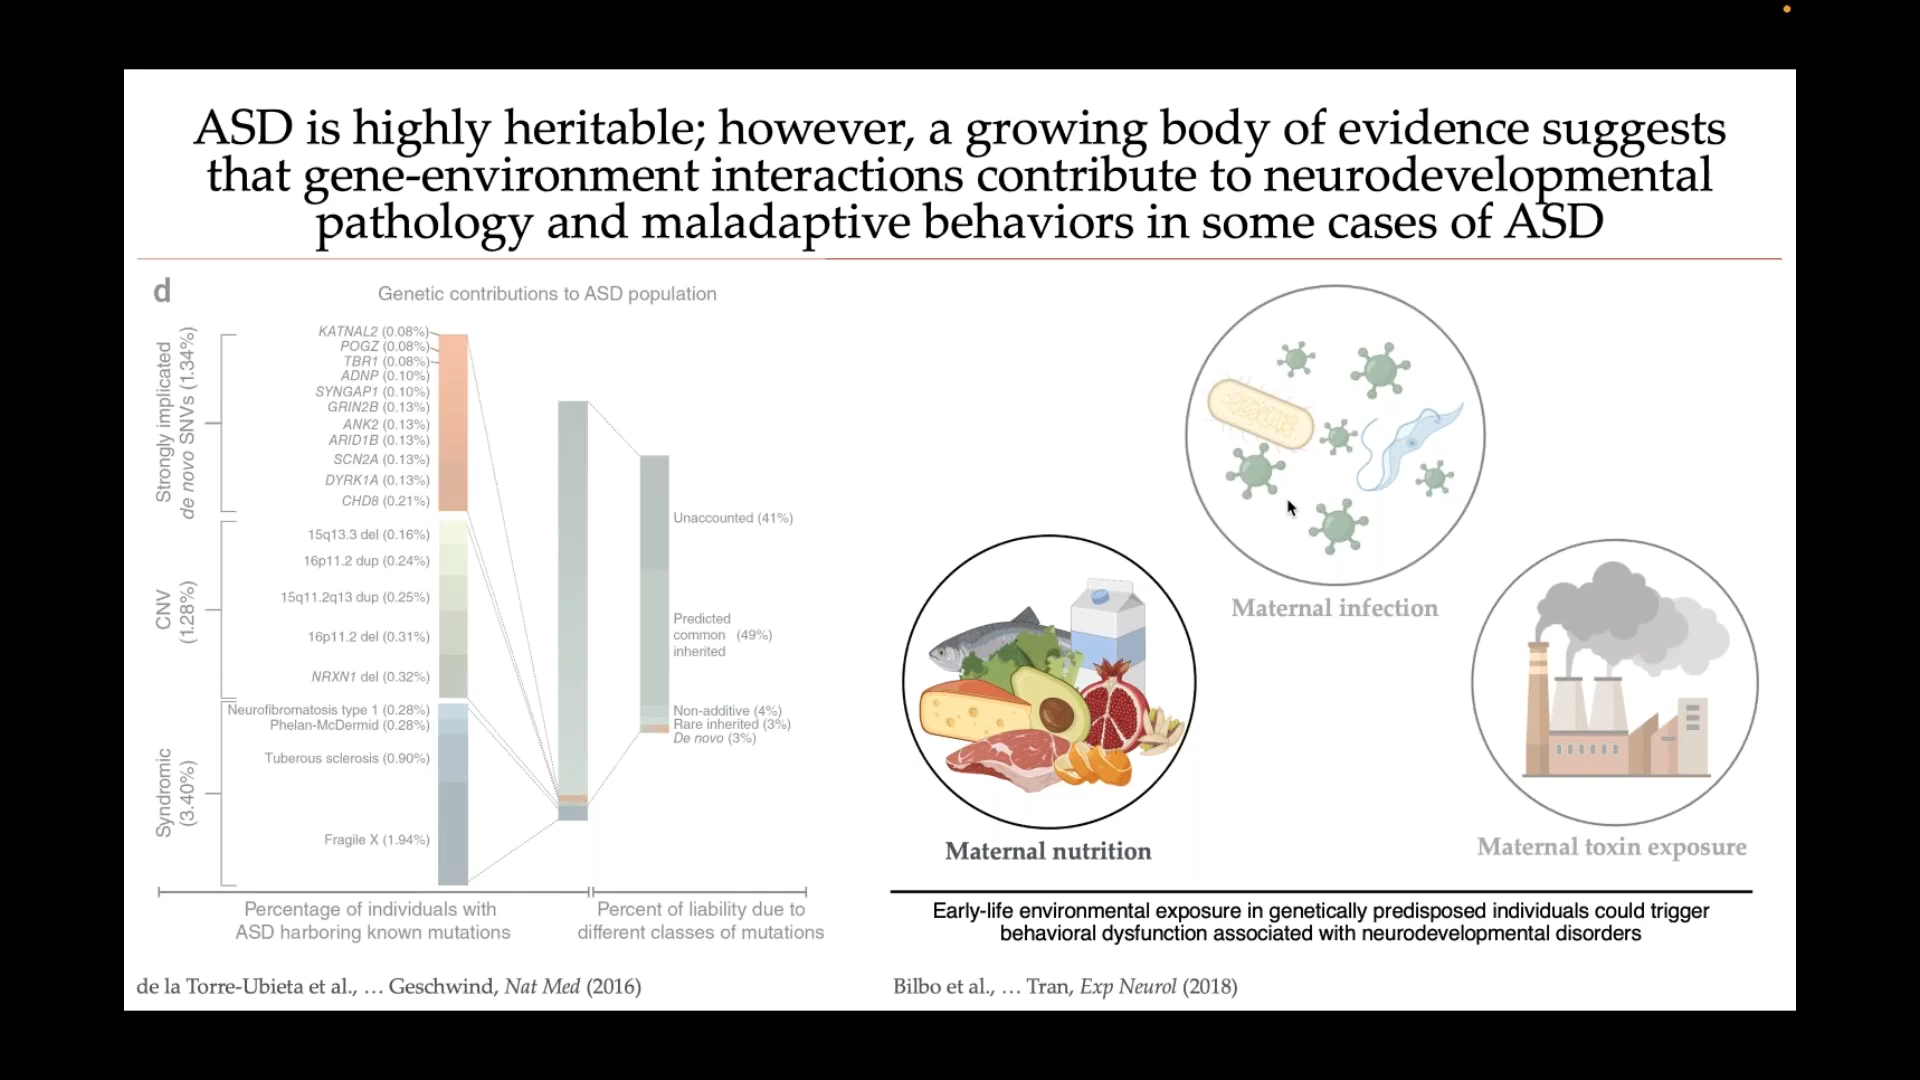 ASD is highly heritable; however, a growing body of evidence suggests
that gene-environment interactions contribute to neurodevelopmental
pathology and maladaptive behaviors in some cases of ASD
d
Genetic contributions to ASD population
Strongly implicated
de novo SNVs (1.34%)
KATNAL2 (0.08%)
POGZ (0.08%)
TBR1 (0.08%)
ADNP (0.10%)
SYNGAP1 (0.10%)
GRIN2B (0.13%)
ANK2 (0.13%)
ARID1B (0.13%)
SCN2A (0.13%)
DYRK1A (0.13%)
CHD8 (0.21%)
CNV
(1.28%)
15q13.3 del (0.16%)
16p11.2 dup (0.24%)
15q11.2q13 dup (0.25%)
16p11.2 del (0.31%)
NRXN1 del (0.32%)
Syndromic
(3.40%)
Neurofibromatosis type 1 (0.28%)
Phelan-McDermid (0.28%)
Tuberous sclerosis (0.90%)
Fragile X (1.94%)
Unaccounted (41%)
Predicted
common (49%)
inherited
Non-additive (4%)
Rare inherited (3%)
De novo (3%)
Percentage of individuals with
ASD harboring known mutations
Percent of liability due to
different classes of mutations
de la Torre-Ubieta et al., … Geschwind, Nat Med (2016)
Maternal infection
Maternal nutrition
Maternal toxin exposure
Early-life environmental exposure in genetically predisposed individuals could trigger
behavioral dysfunction associated with neurodevelopmental disorders
Bilbo et al., … Tran, Exp Neurol (2018)